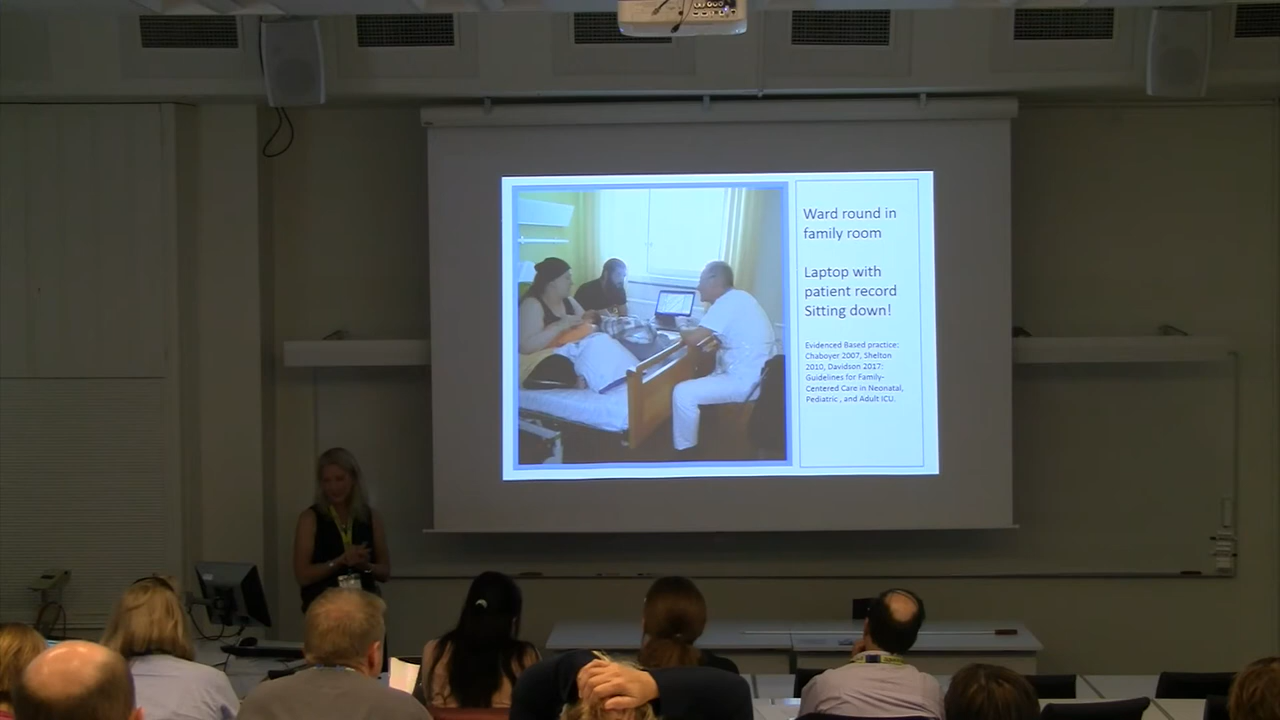 Ward round in
family room
Laptop with
patient record
Sitting down!
Evidenced Based practice:
Chaboyer 2007, Shelton
2010, Davidson 2017:
Guidelines for Family-
Centered Care in Neonatal,
Pediatric , and Adult ICU.